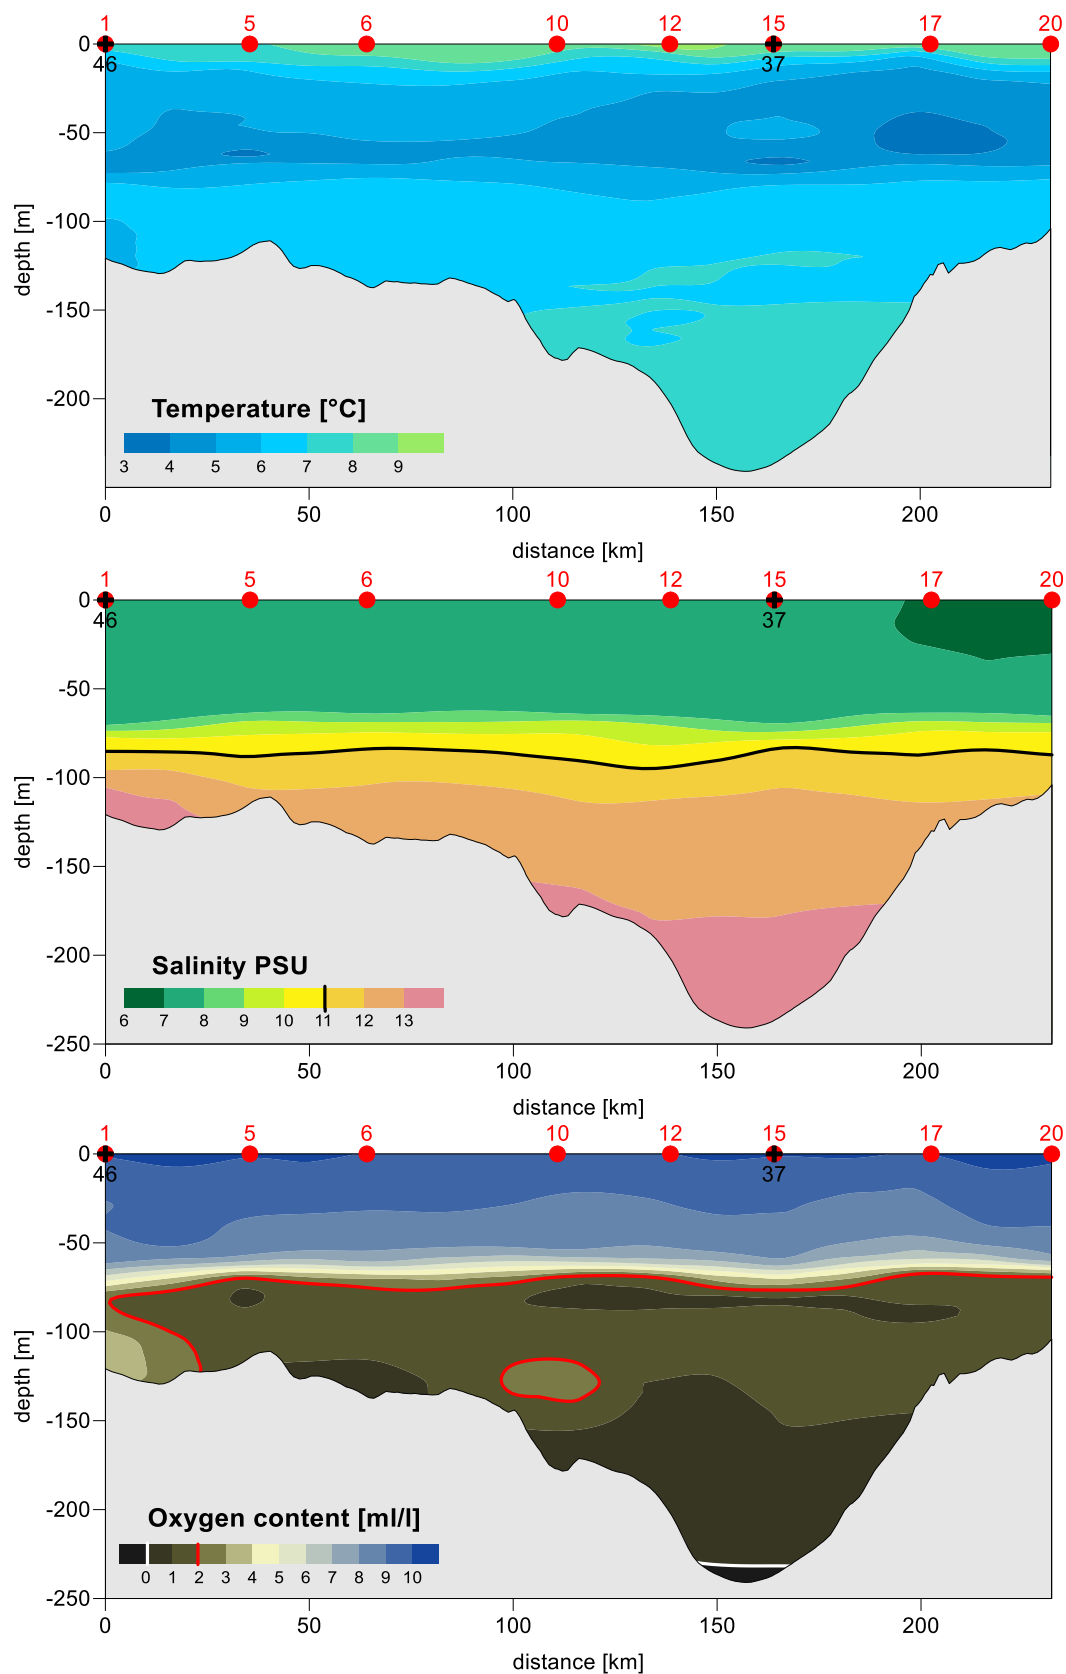 1 5 6 10 12 15 17 20
0
46 37
-50
-100
depth [m]
-150
-200
Temperature [°C]
3 4 5 6 7 8 9
0 50 100 150 200
distance [km]
1 5 6 10 12 15 17 20
0
46 37
-50
-100
depth [m]
-150
-200
Salinity PSU
6 7 8 9 10 11 12 13
-250
0 50 100 150 200
distance [km]
1 5 6 10 12 15 17 20
0
46 37
-50
-100
depth [m]
-150
-200
Oxygen content [ml/l]
0 1 2 3 4 5 6 7 8 9 10
-250
0 50 100 150 200
distance [km]